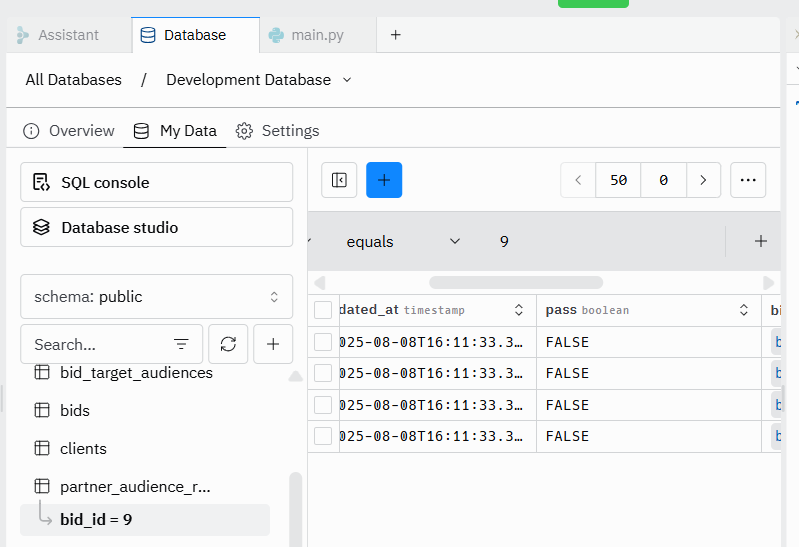 Assistant
Database
main.py
All Databases / Development Database
Overview
My Data
Settings
SQL console
Database studio
schema: public
Search...
bid_target_audiences
bids
clients
partner_audience_r...
bid_id = 9
50 0
equals 9
dated_at timestamp pass boolean bi
025-08-08T16:11:33.3... FALSE b
025-08-08T16:11:33.3... FALSE b
025-08-08T16:11:33.3... FALSE b
025-08-08T16:11:33.3... FALSE b